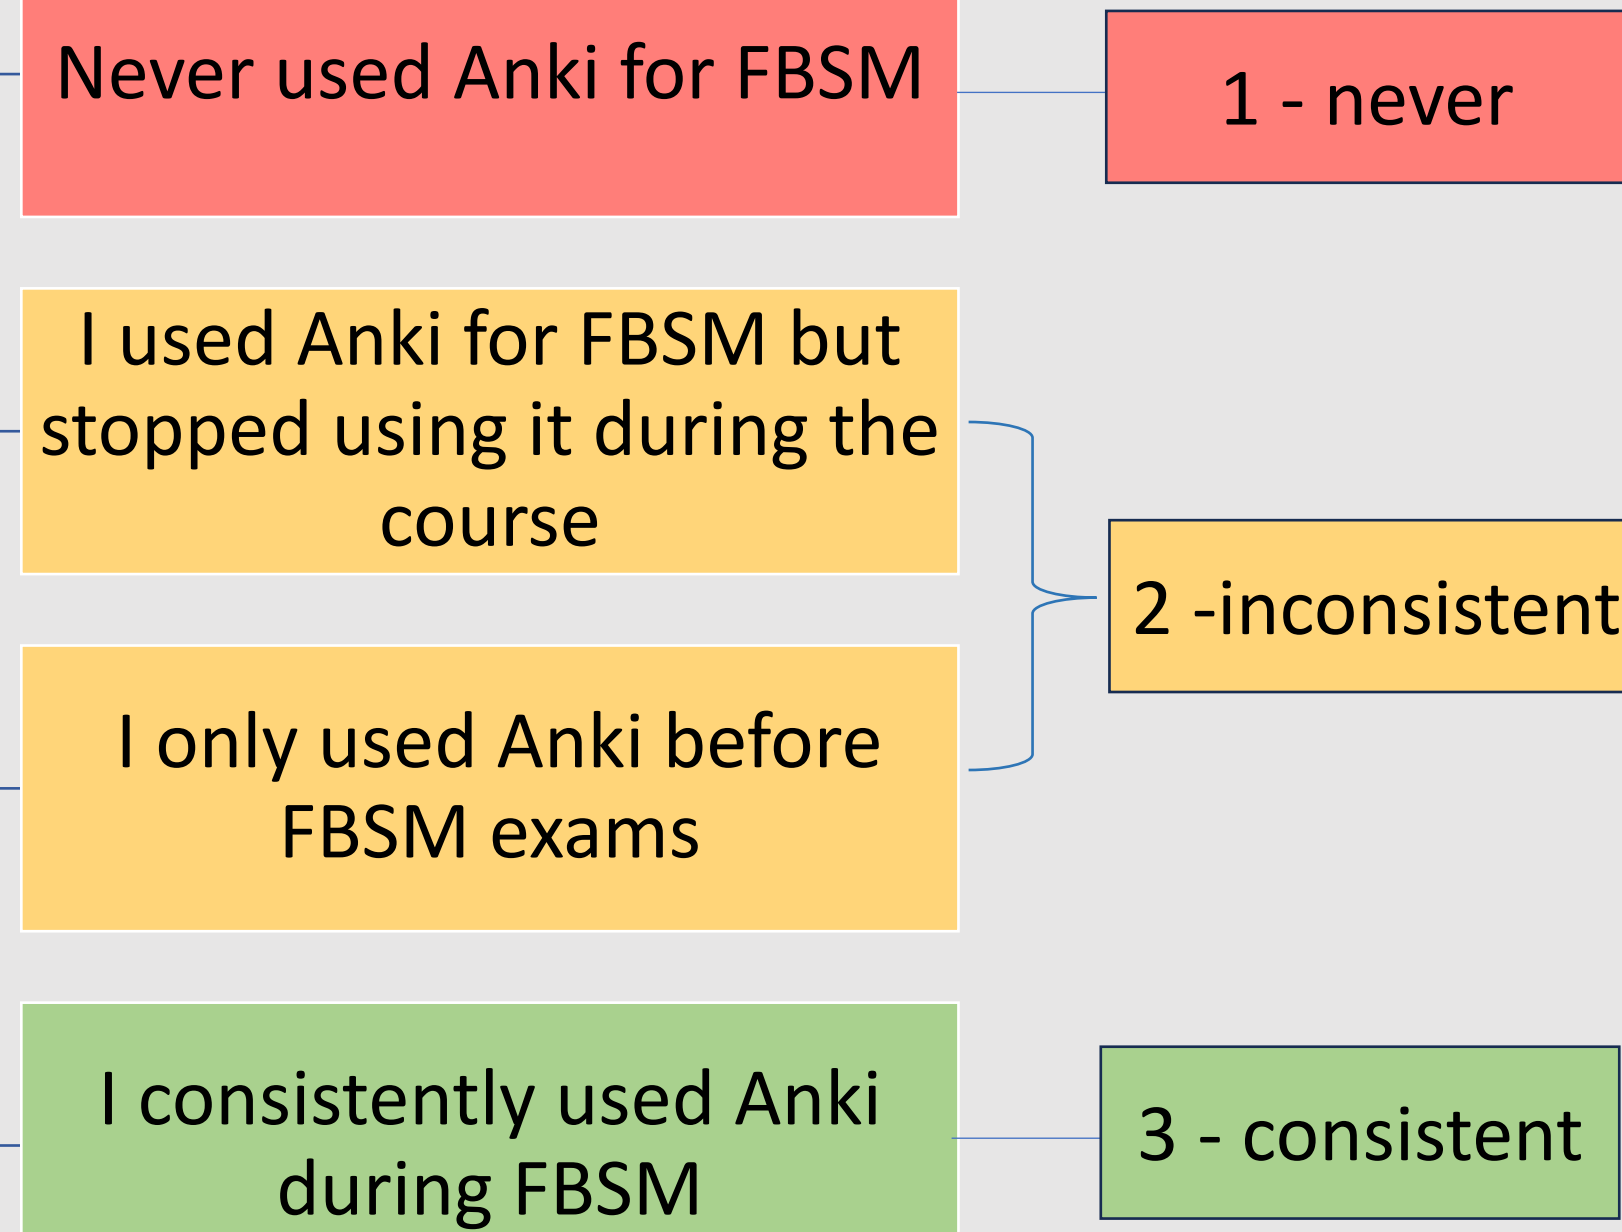 Never used Anki for FBSM
1 - never
I used Anki for FBSM but
stopped using it during the
course
2 -inconsistent
I only used Anki before
FBSM exams
I consistently used Anki
during FBSM
3 - consistent